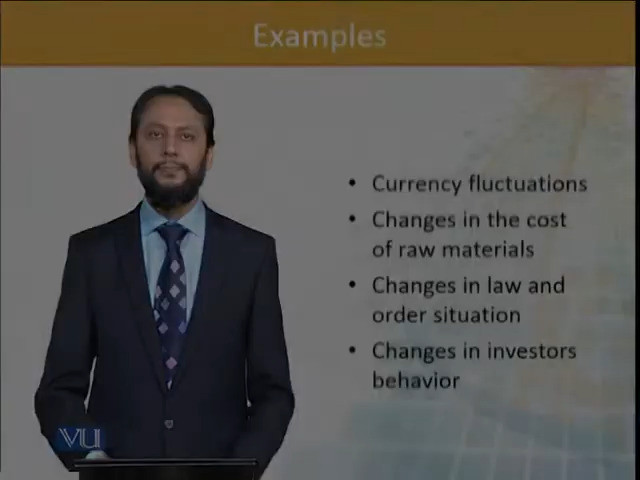 Examples
• Currency fluctuations
• Changes in the cost
of raw materials
• Changes in law and
order situation
• Changes in investors
behavior
VU